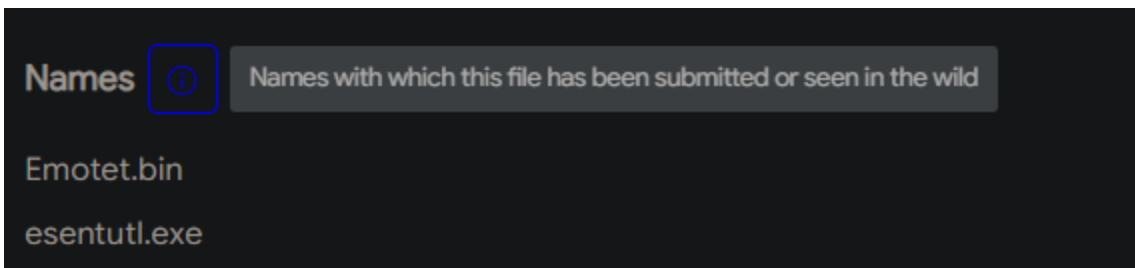 Names
Names with which this file has been submitted or seen in the wild
Emotet.bin
esentutl.exe